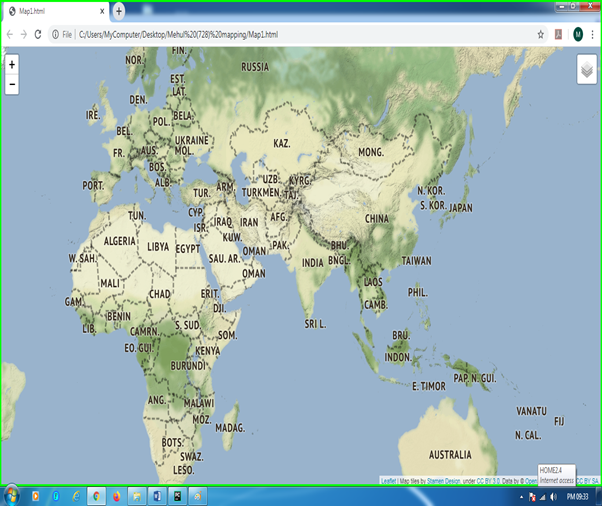 Map1.html
File | C:/Users/MyComputer/Desktop/Mehul%20(728)%20mapping/Map1.html
M
+
−
FIN.
NOR.
RUSSIA
EST.
LAT.
DEN.
IRE.
BELA.
POL.
BEL.
UKRAINE
KAZ.
FR.
AUS.
MOL.
MONG.
BOS.
UZB.
KYRG.
PORT.
ALB.
TUR.
ARM.
TURKMEN.
TAJ.
N. KOR.
S. KOR.
JAPAN
TUN.
CYP.
IRAQ
IRAN
AFG.
CHINA
ISR.
ALGERIA
LIBYA
EGYPT
KUW.
PAK.
BHU.
W. SAH.
SAU. AR.
OMAN
INDIA
BNGL.
TAIWAN
OMAN
MALI
CHAD
ERIT.
LAOS
PHIL.
GAM.
DJI.
CAMB.
BENIN
LIB.
CAMRN.
S. SUD.
SOM.
SRI L.
BRU.
EO. GUI.
KENYA
INDON.
BURUNDI
E. TIMOR
PAP. N. GUI.
ANG.
MALAWI
MOZ.
VANATU
MADAG.
FIJ
BOTS.
N. CAL.
SWAZ.
AUSTRALIA
LESO.
HOME2.4
Internet access
Leaflet | Map tiles by Stamen Design, under CC BY 3.0. Data by © Open
CC BY SA
PM 09:33